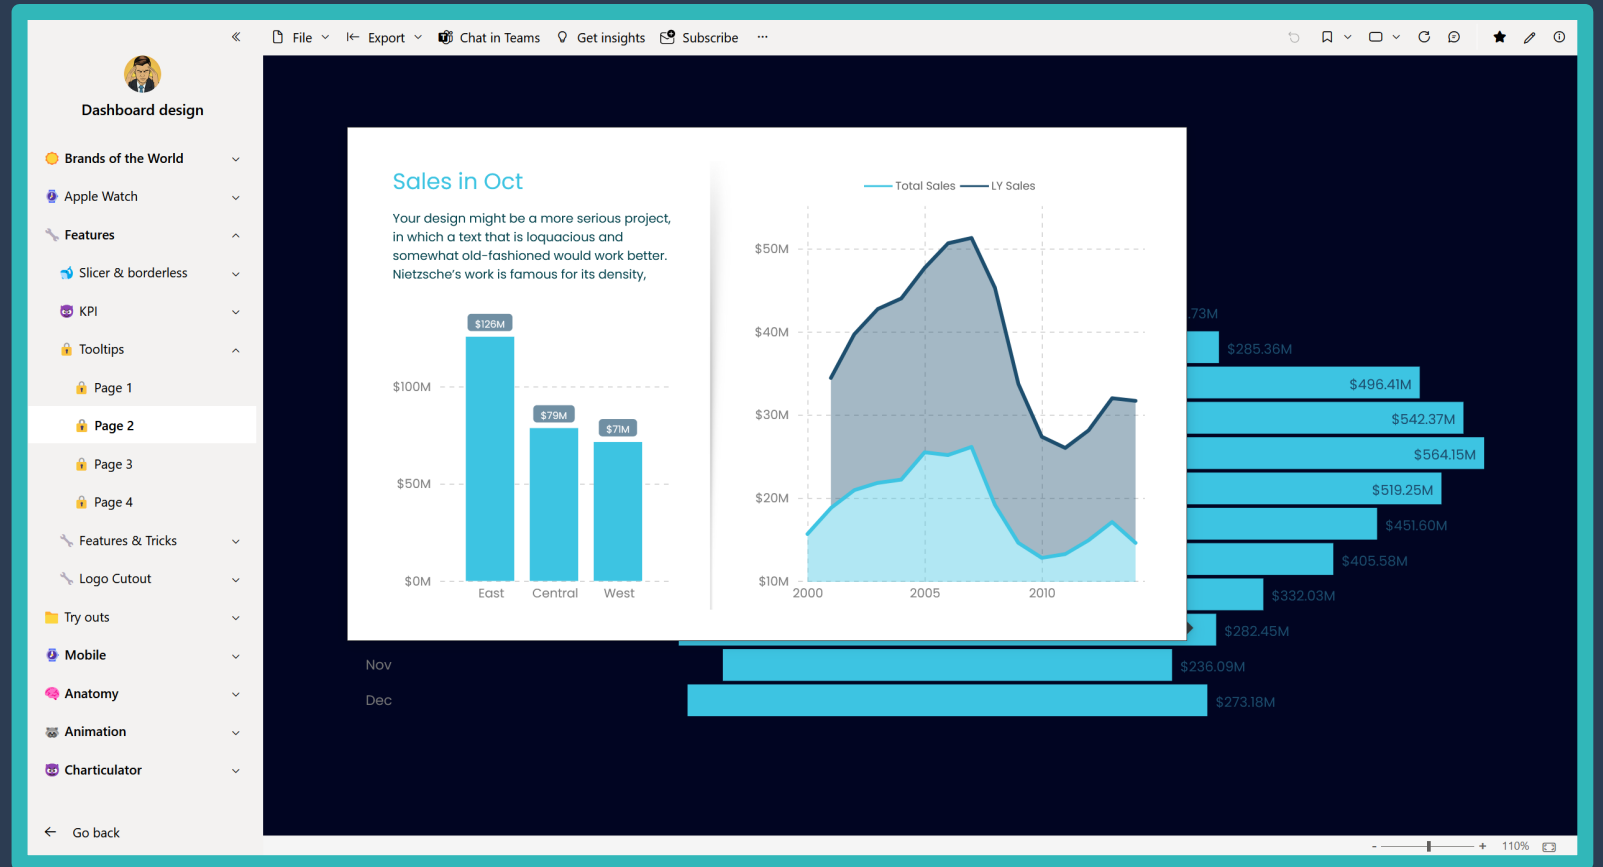 File
Export
Chat in Teams
Get insights
Subscribe
Dashboard design
Brands of the World
Apple Watch
Features
Slicer & borderless
KPI
Tooltips
Page 1
Page 2
Page 3
Page 4
Features & Tricks
Logo Cutout
Try outs
Mobile
Anatomy
Animation
Charticulator
Go back
Sales in Oct
Your design might be a more serious project,
in which a text that is loquacious and
somewhat old-fashioned would work better.
Nietzsche's work is famous for its density,
$126M
$79M
$71M
$100M
$50M
$0M
East Central West
Total Sales LY Sales
$50M
$40M
$30M
$20M
$10M
2000 2005 2010
.73M
$285.36M
$496.41M
$542.37M
$564.15M
$519.25M
$451.60M
$405.58M
$332.03M
$282.45M
Nov $236.09M
Dec $273.18M
- + 110%